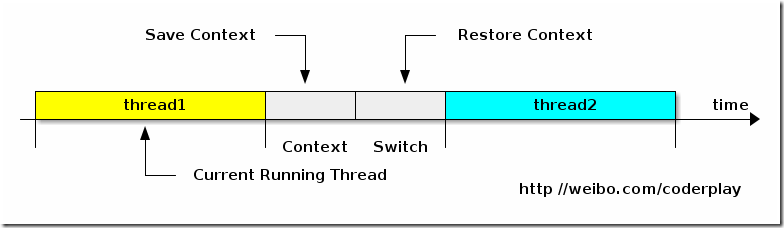 Save Context
Restore Context
thread1
thread2
time
Context Switch
Current Running Thread
http //weibo.com/coderplay